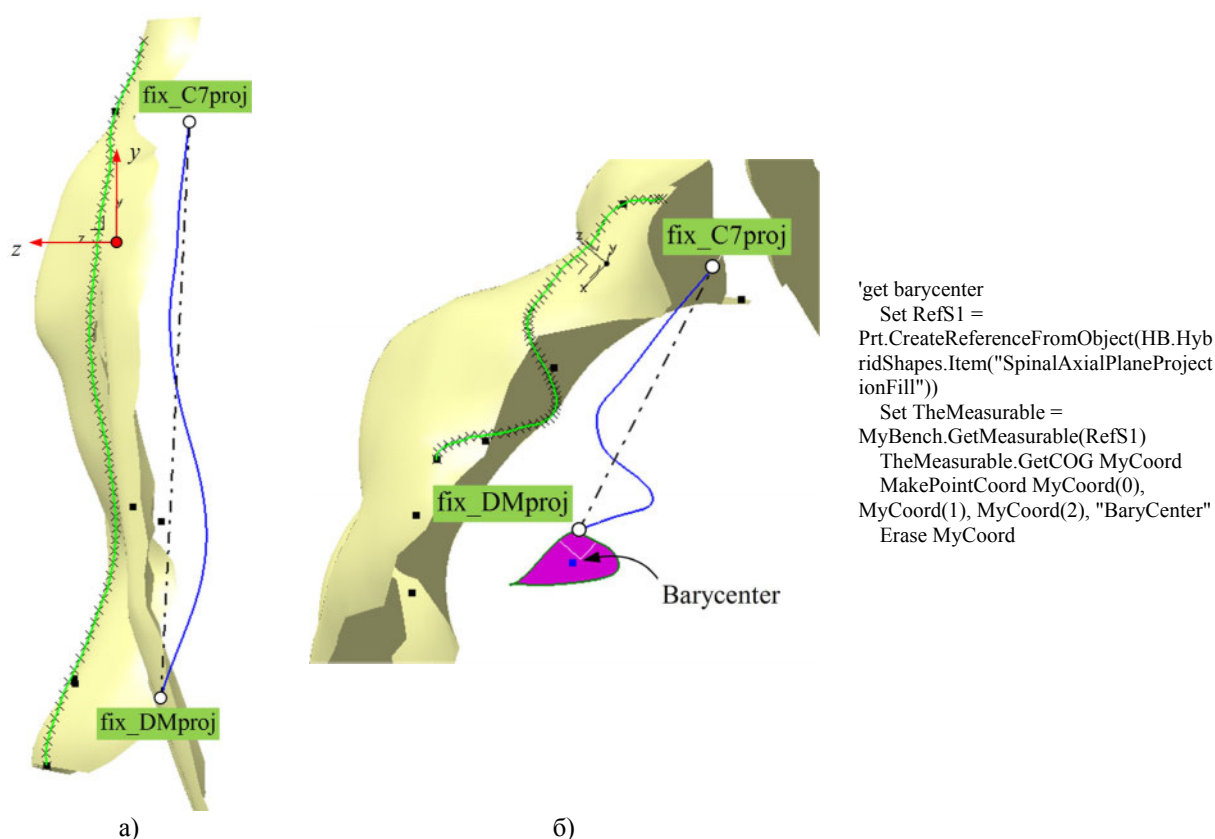 fix_C7proj
y
y
z
z
fix_DMproj
а)
fix_C7proj
z
y
x
fix_DMproj
Barycenter
б)
'get barycenter
Set RefS1 =
Prt.CreateReferenceFromObject(HB.Hyb
ridShapes.Item("SpinalAxialPlaneProject
ionFill"))
Set TheMeasurable =
MyBench.GetMeasurable(RefS1)
TheMeasurable.GetCOG MyCoord
MakePointCoord MyCoord(0),
MyCoord(1), MyCoord(2), "BaryCenter"
Erase MyCoord